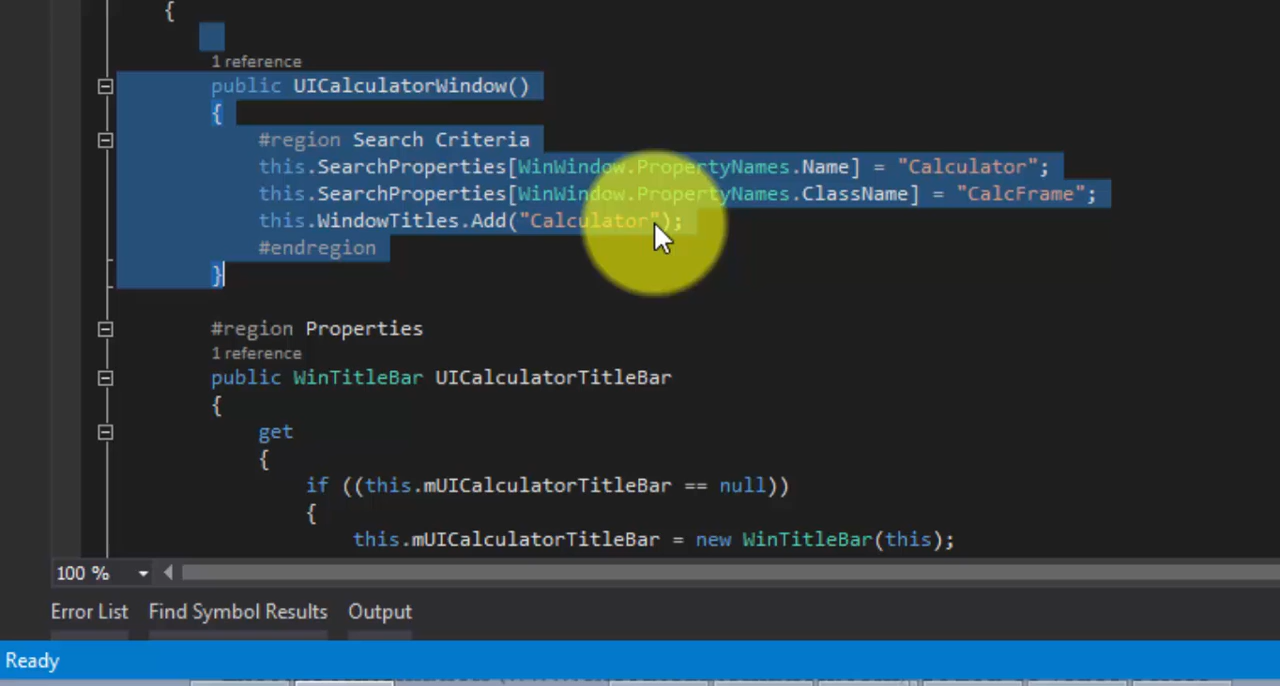 {
1 reference
public UICalculatorWindow()
{
#region Search Criteria
this.SearchProperties[WinWindow.PropertyNames.Name] = "Calculator";
this.SearchProperties[WinWindow.PropertyNames.ClassName] = "CalcFrame";
this.WindowTitles.Add("Calculator");
#endregion
}
#region Properties
1 reference
public WinTitleBar UICalculatorTitleBar
{
get
{
if ((this.mUICalculatorTitleBar == null))
{
this.mUICalculatorTitleBar = new WinTitleBar(this);
100 %
Error List Find Symbol Results Output
Ready